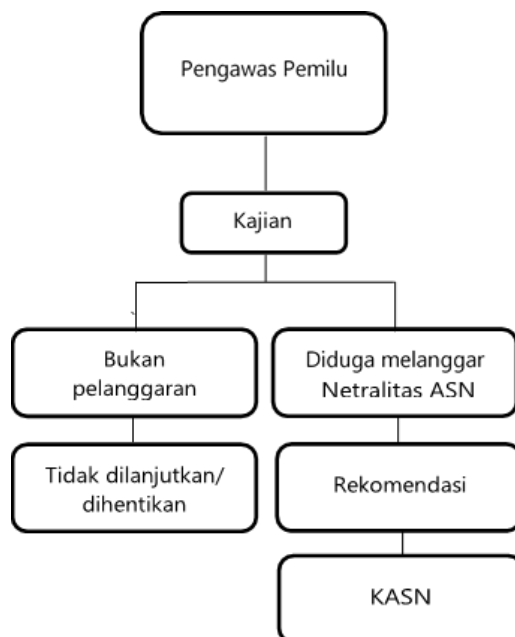 Pengawas Pemilu
Kajian
Bukan
pelanggaran
Diduga melanggar
Netralitas ASN
Tidak dilanjutkan/
dihentikan
Rekomendasi
KASN